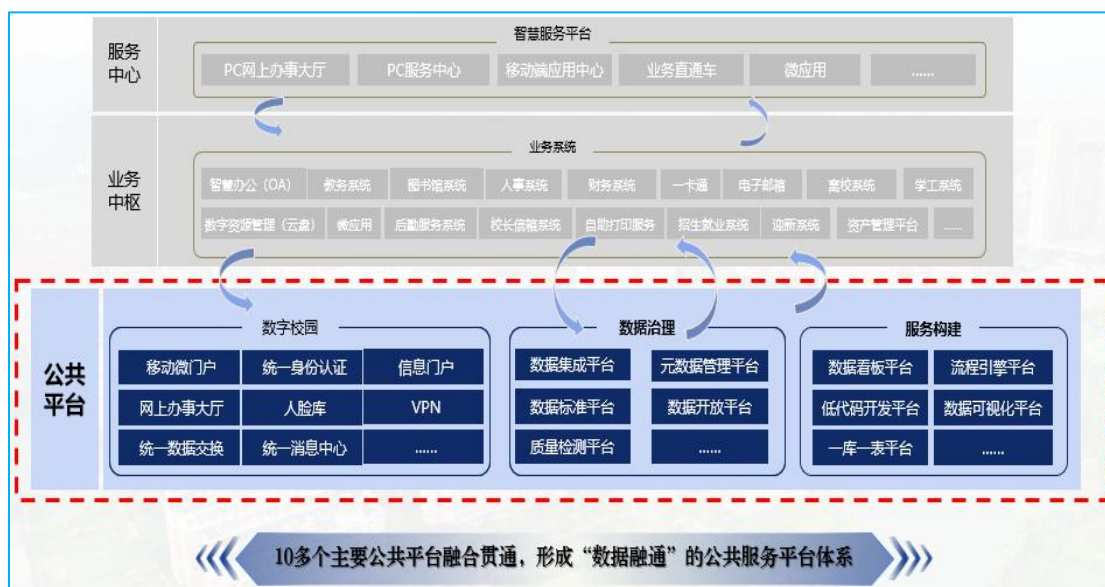 智慧服务平台
服务
中心
PC网上办事大厅 PC服务中心 移动端应用中心 业务直通车 微应用 ......
业务系统
业务
中枢
智慧办公（OA） 教务系统 图书馆系统 人事系统 财务系统 一卡通 电子邮箱 离校系统 学工系统
数字资源管理（云盘） 微应用 后勤服务系统 校长信箱系统 自助打印服务 招生就业系统 迎新系统 资产管理平台 ......
公共
平台
数字校园
移动微门户 统一身份认证 信息门户
网上办事大厅 人脸库 VPN
统一数据交换 统一消息中心 ......
数据治理
数据集成平台 元数据管理平台
数据标准平台 数据开放平台
质量检测平台 ......
服务构建
数据看板平台 流程引擎平台
低代码开发平台 数据可视化平台
一库一表平台 ......
10多个主要公共平台融合贯通，形成“数据融通”的公共服务平台体系